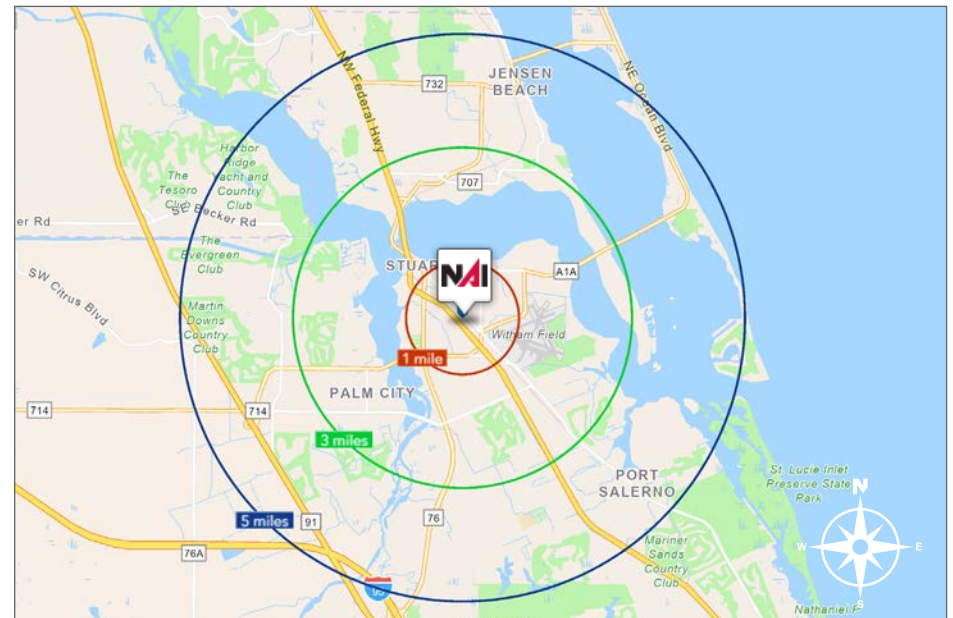 JENSEN
BEACH
732
NW Federal Hwy
NE Ocean Blvd
Harbor
Ridge
Yacht and
Country
Club
The
Tesoro
Club
707
SE Becker Rd
er Rd
The
Evergreen
Club
STUAR
NAI
A1A
SW Citrus Blvd
Martin
Downs
Country
Club
Witham Field
1 mile
PALM CITY
714
714
3 miles
PORT
SALERNO
St. Lucie Inlet
Preserve State
Park
N
5 miles
91
76
76A
W
E
Mariner
Sands
Country
Club
95
S
Nathaniel P